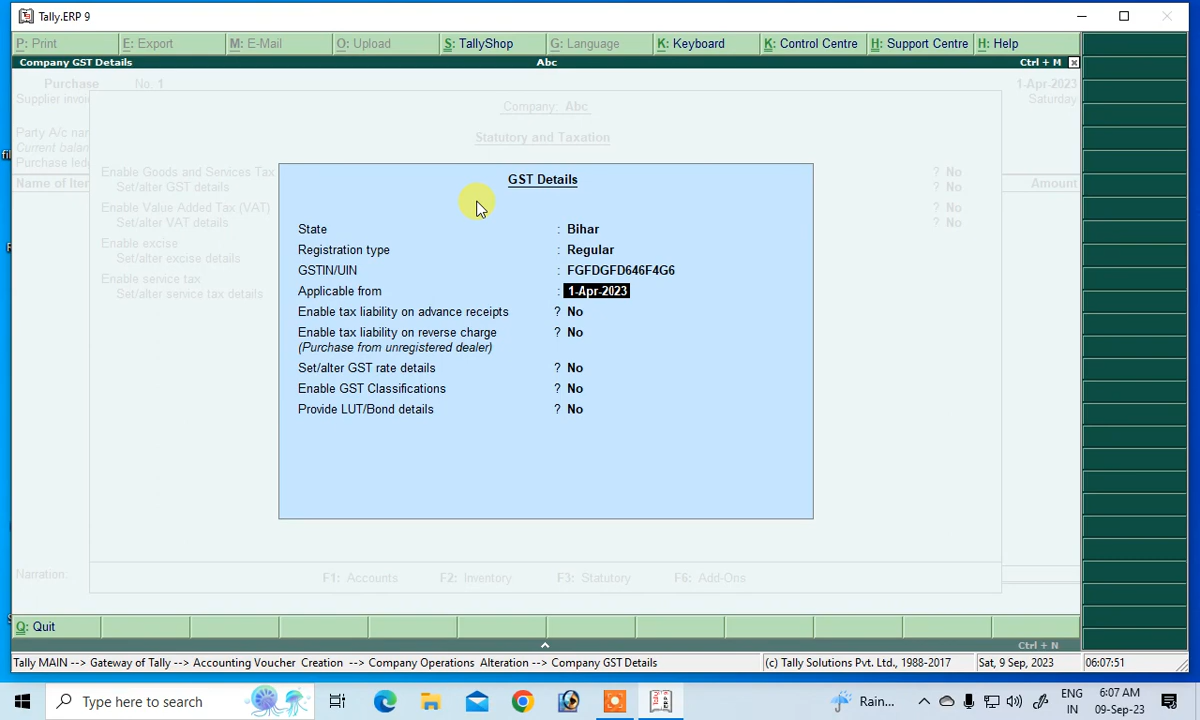 Tally.ERP 9
P: Print E: Export M: E-Mail O: Upload S: TallyShop G: Language K: Keyboard K: Control Centre H: Support Centre H: Help
Company GST Details Abc Ctrl + M
Purchase No. 1 1-Apr-2023
Supplier invoi Saturday
Company: Abc
Party A/c nar
Statutory and Taxation
Current balan
Purchase led
Enable Goods and Services Tax ? No
Name of Iter Amount
Set/alter GST details ? No
Enable Value Added Tax (VAT) ? No
Set/alter VAT details ? No
Enable excise
Set/alter excise details
Enable service tax
Set/alter service tax details
GST Details
State : Bihar
Registration type : Regular
GSTIN/UIN : FGFDGFD646F4G6
Applicable from : 1-Apr-2023
Enable tax liability on advance receipts ? No
Enable tax liability on reverse charge ? No
(Purchase from unregistered dealer)
Set/alter GST rate details ? No
Enable GST Classifications ? No
Provide LUT/Bond details ? No
Narration:
F1: Accounts F2: Inventory F3: Statutory F6: Add-Ons
Q: Quit
Ctrl + N
Tally MAIN --> Gateway of Tally --> Accounting Voucher Creation --> Company Operations Alteration --> Company GST Details (c) Tally Solutions Pvt. Ltd., 1988-2017 Sat, 9 Sep, 2023 06:07:51
Type here to search Rain... ENG 6:07 AM
IN 09-Sep-23